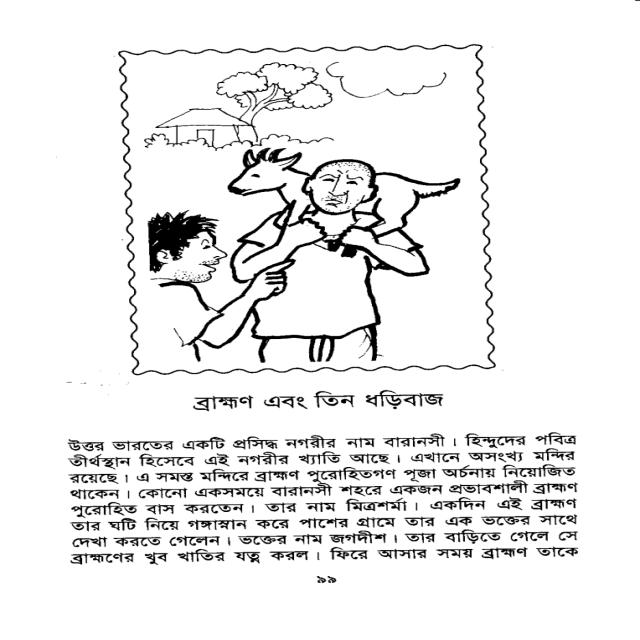 ব্রাহ্মণ এবং তিন ধড়িবাজ
উত্তর ভারতের একটি প্রসিদ্ধ নগরীর নাম বারানসী। হিন্দুদের পবিত্র
তীর্থস্থান হিসেবে এই নগরীর খ্যাতি আছে। এখানে অসংখ্য মন্দির
রয়েছে। এ সমস্ত মন্দিরে ব্রাহ্মণ পুরোহিতগণ পূজা অর্চনায় নিয়োজিত
থাকেন। কোনো একসময়ে বারানসী শহরে একজন প্রভাবশালী ব্রাহ্মণ
পুরোহিত বাস করতেন। তার নাম মিত্রশর্মা। একদিন এই ব্রাহ্মণ
তার ঘটি নিয়ে গঙ্গাস্নান করে পাশের গ্রামে তার এক ভক্তের সাথে
দেখা করতে গেলেন। ভক্তের নাম জগদীশ। তার বাড়িতে গেলে সে
ব্রাহ্মণের খুব খাতির যত্ন করল। ফিরে আসার সময় ব্রাহ্মণ তাকে
৯৯